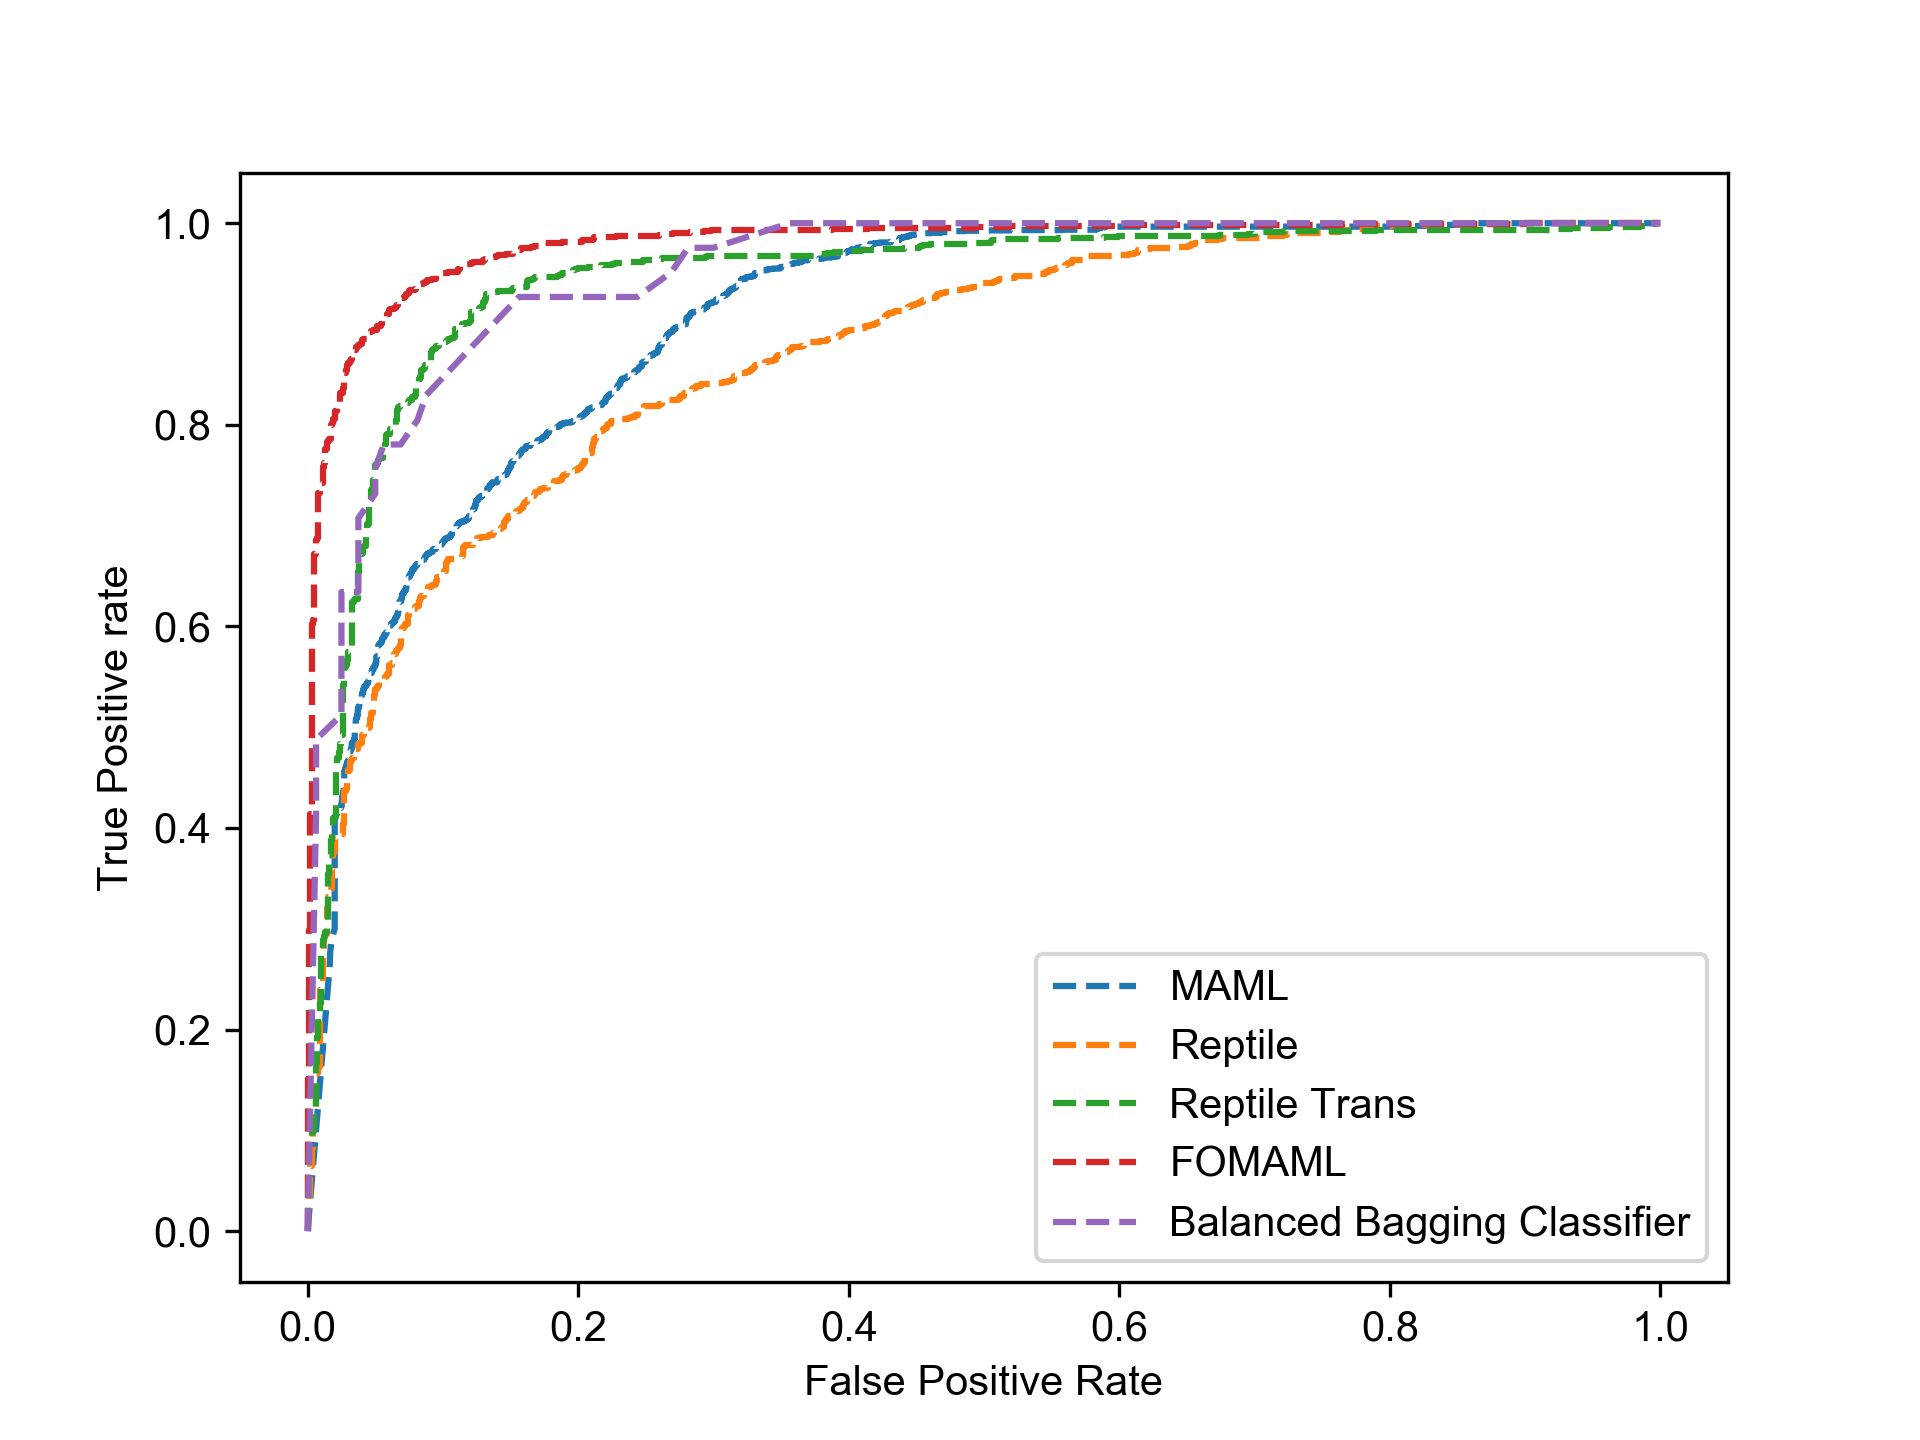 1.0
0.8
0.6
0.4
0.2
0.0
True Positive rate
0.0 0.2 0.4 0.6 0.8 1.0
False Positive Rate
MAML
Reptile
Reptile Trans
FOMAML
Balanced Bagging Classifier